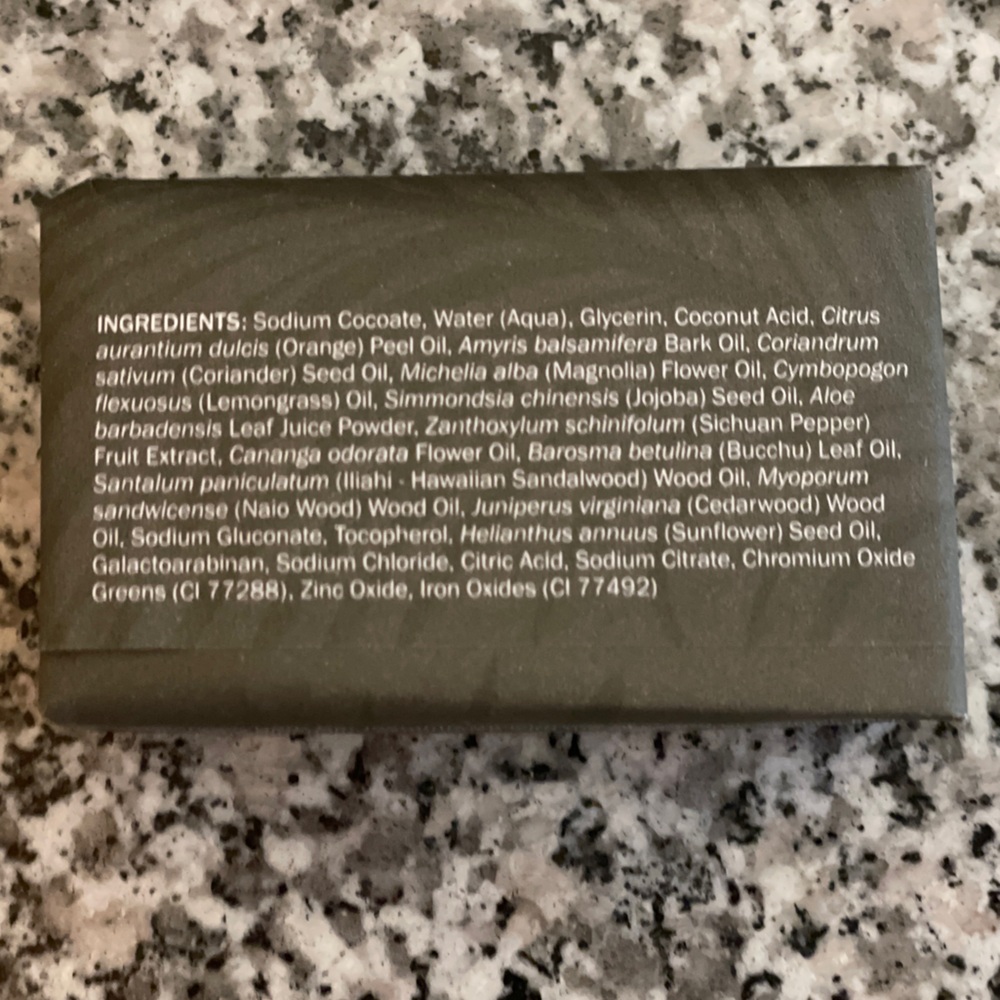 INGREDIENTS: Sodium Cocoate, Water (Aqua), Glycerin, Coconut Acid, Citrus
aurantium dulcis (Orange) Peel Oil, Amyris balsamifera Bark Oil, Coriandrum
sativum (Coriander) Seed Oil, Michelia alba (Magnolia) Flower Oil, Cymbopogon
flexuosus (Lemongrass) Oil, Simmondsia chinensis (Jojoba) Seed Oil, Aloe
barbadensis Leaf Juice Powder, Zanthoxylum schinifolum (Sichuan Pepper)
Fruit Extract, Cananga odorata Flower Oil, Barosma betulina (Bucchu) Leaf Oil,
Santalum paniculatum (Iliahi - Hawaiian Sandalwood) Wood Oil, Myoporum
sandwicense (Naio Wood) Wood Oil, Juniperus virginiana (Cedarwood) Wood
Oil, Sodium Gluconate, Tocopherol, Helianthus annuus (Sunflower) Seed Oil,
Galactoarabinan, Sodium Chloride, Citric Acid, Sodium Citrate, Chromium Oxide
Greens (CI 77288), Zinc Oxide, Iron Oxides (CI 77492)